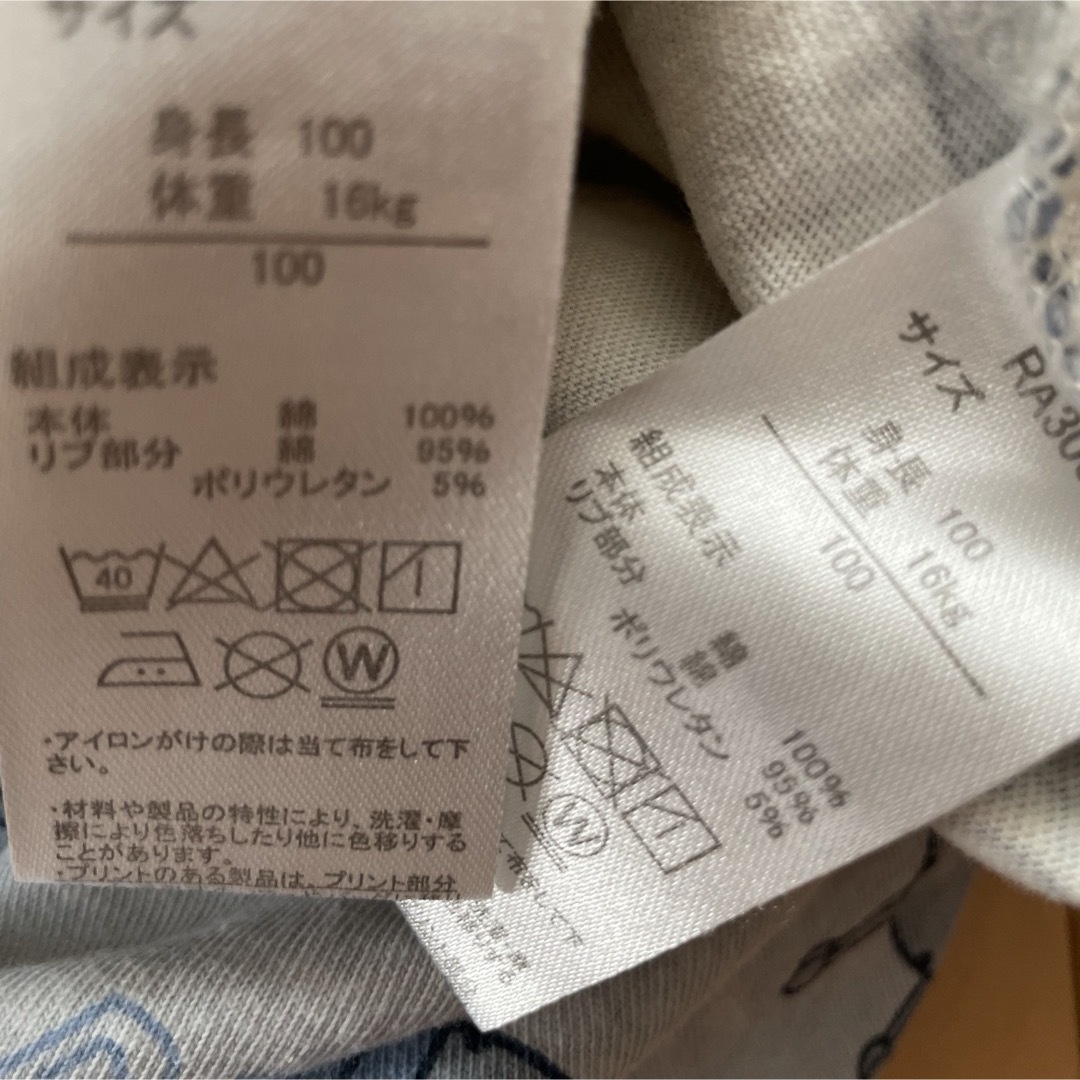 サイズ
身長 100
体重 16kg
100
組成表示
本体 綿 100%
リブ部分 綿 95%
ポリウレタン 5%
40
W
・アイロンがけの際は当て布をして下
さい。
・材料や製品の特性により、洗濯・摩
擦により色落ちしたり他に色移りする
ことがあります。
・プリントのある製品は、プリント部分
RA30
サイズ
身長 100
体重 16kg
100
組成表示
本体 綿 100%
リブ部分 綿 95%
ポリウレタン 5%
W
て布をして下